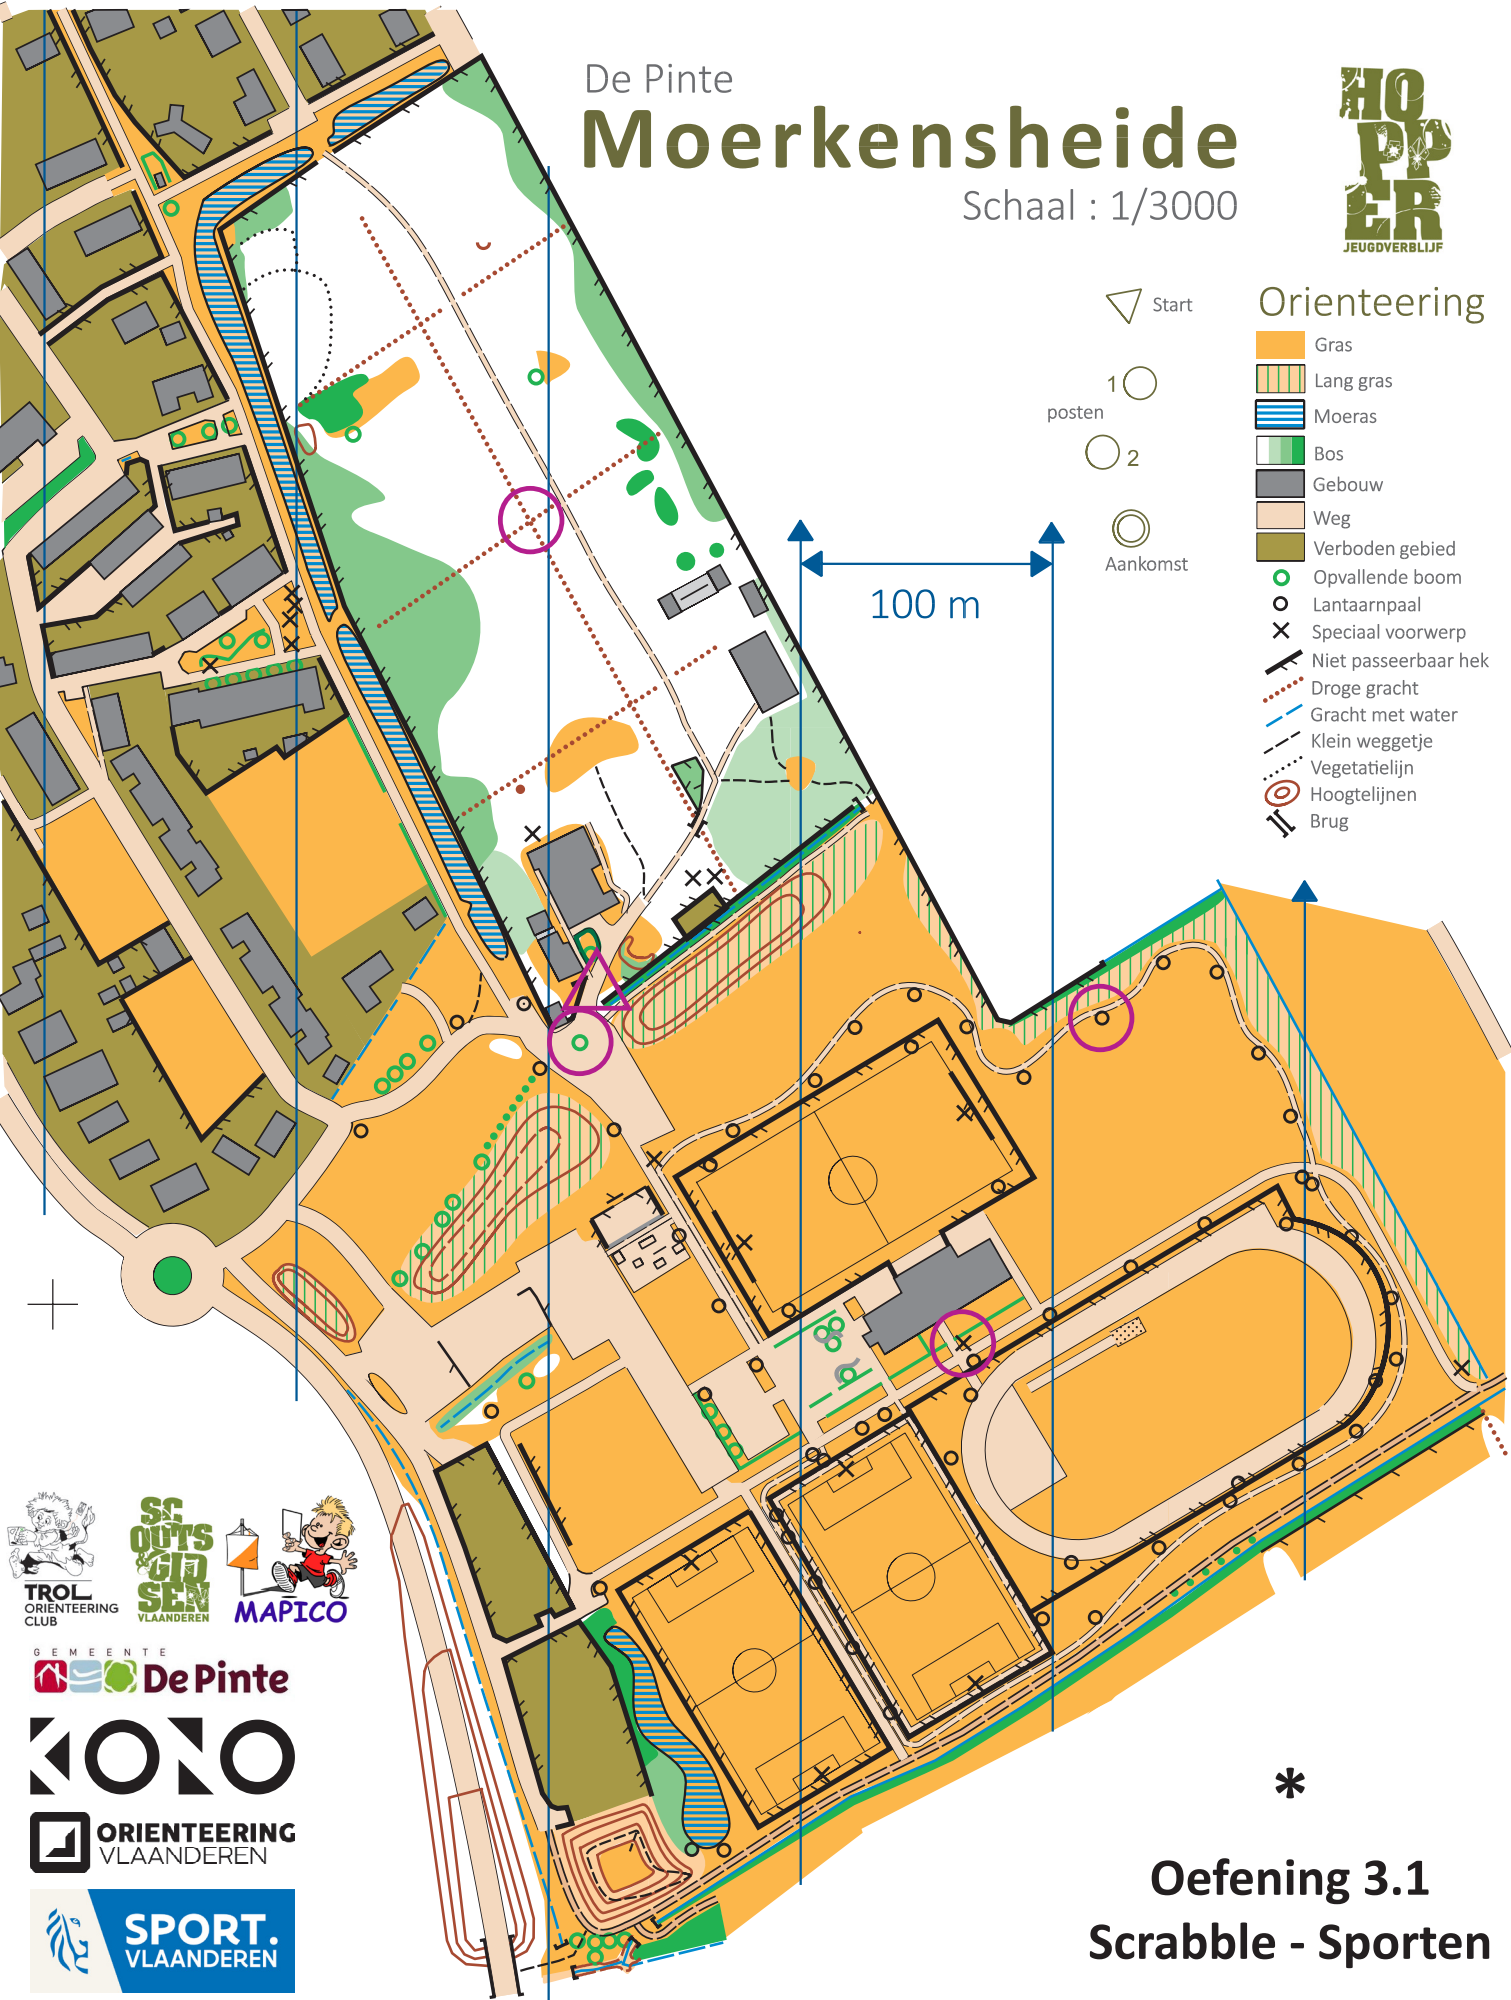 De Pinte
Moerkensheide
Schaal : 1/3000
HOPPER
JEUGDVERBLIJF
Start
1
posten
2
Aankomst
Orienteering
Gras
Lang gras
Moeras
Bos
Gebouw
Weg
Verboden gebied
Opvallende boom
Lantaarnpaal
Speciaal voorwerp
Niet passeerbaar hek
Droge gracht
Gracht met water
Klein weggetje
Vegetatielijn
Hoogtelijnen
Brug
100 m
TROL
ORIENTEERING
CLUB
SCOUTS
& GIDSEN
VLAANDEREN
MAPICO
GEMEENTE
De Pinte
KOKO
ORIENTEERING
VLAANDEREN
SPORT.
VLAANDEREN
*
Oefening 3.1
Scrabble - Sporten